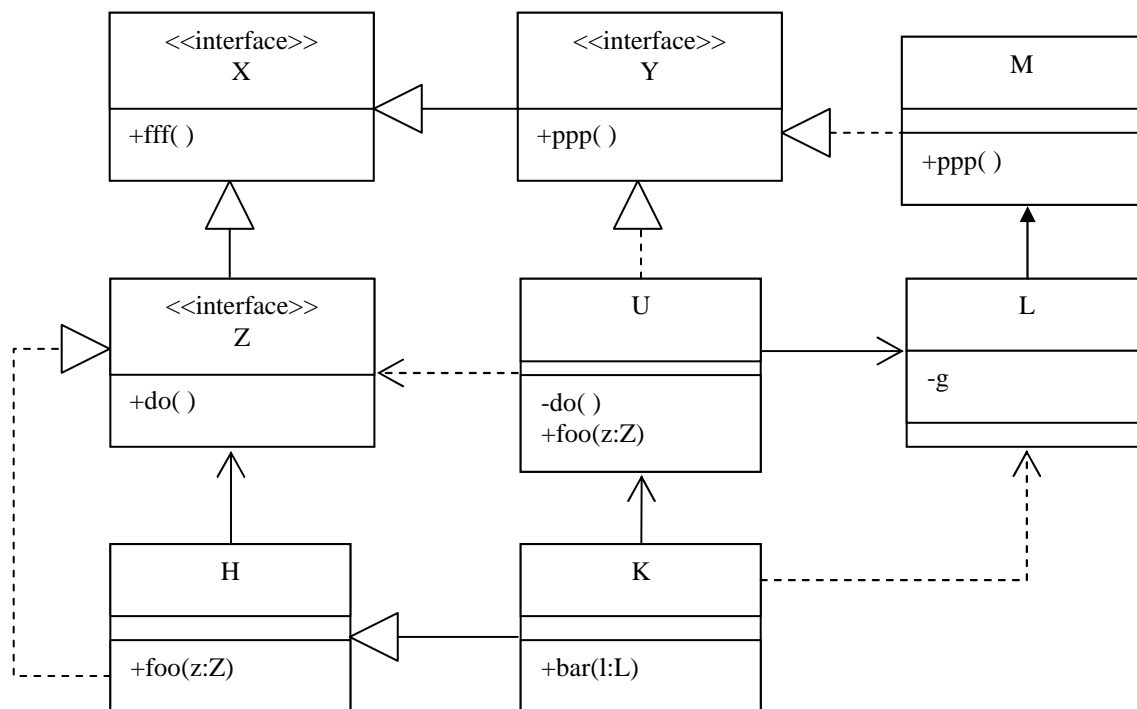 <<interface>>
X
+fff( )
<<interface>>
Y
+ppp( )
M
+ppp( )
<<interface>>
Z
+do( )
U
-do( )
+foo(z:Z)
L
-g
H
+foo(z:Z)
K
+bar(l:L)